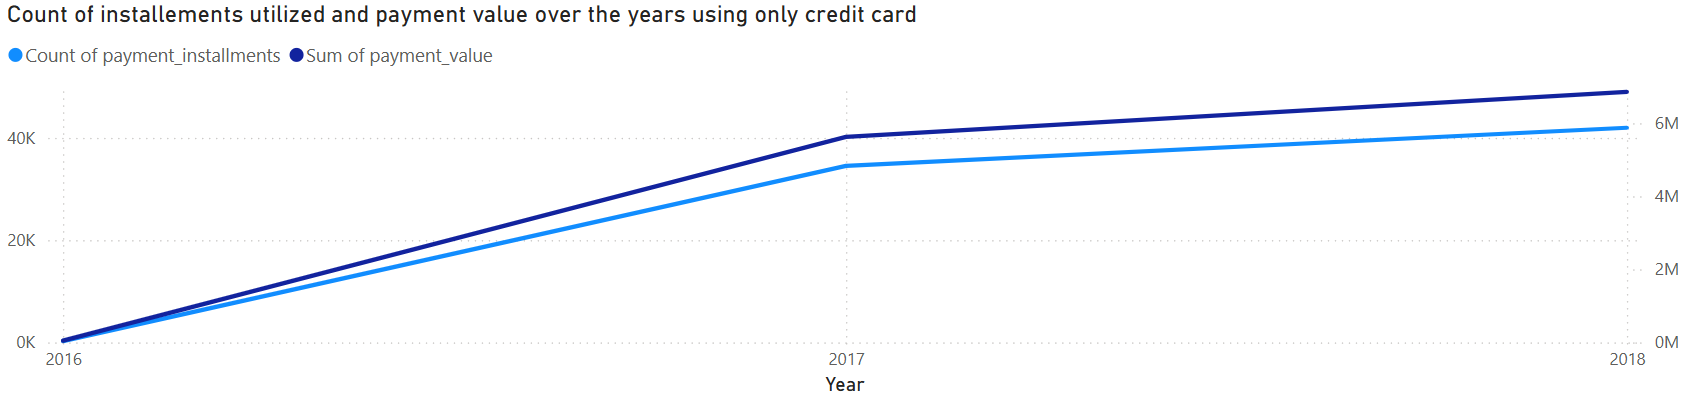 Count of installements utilized and payment value over the years using only credit card
Count of payment_installments Sum of payment_value
40K
20K
0K
6M
4M
2M
0M
2016 2017 2018
Year